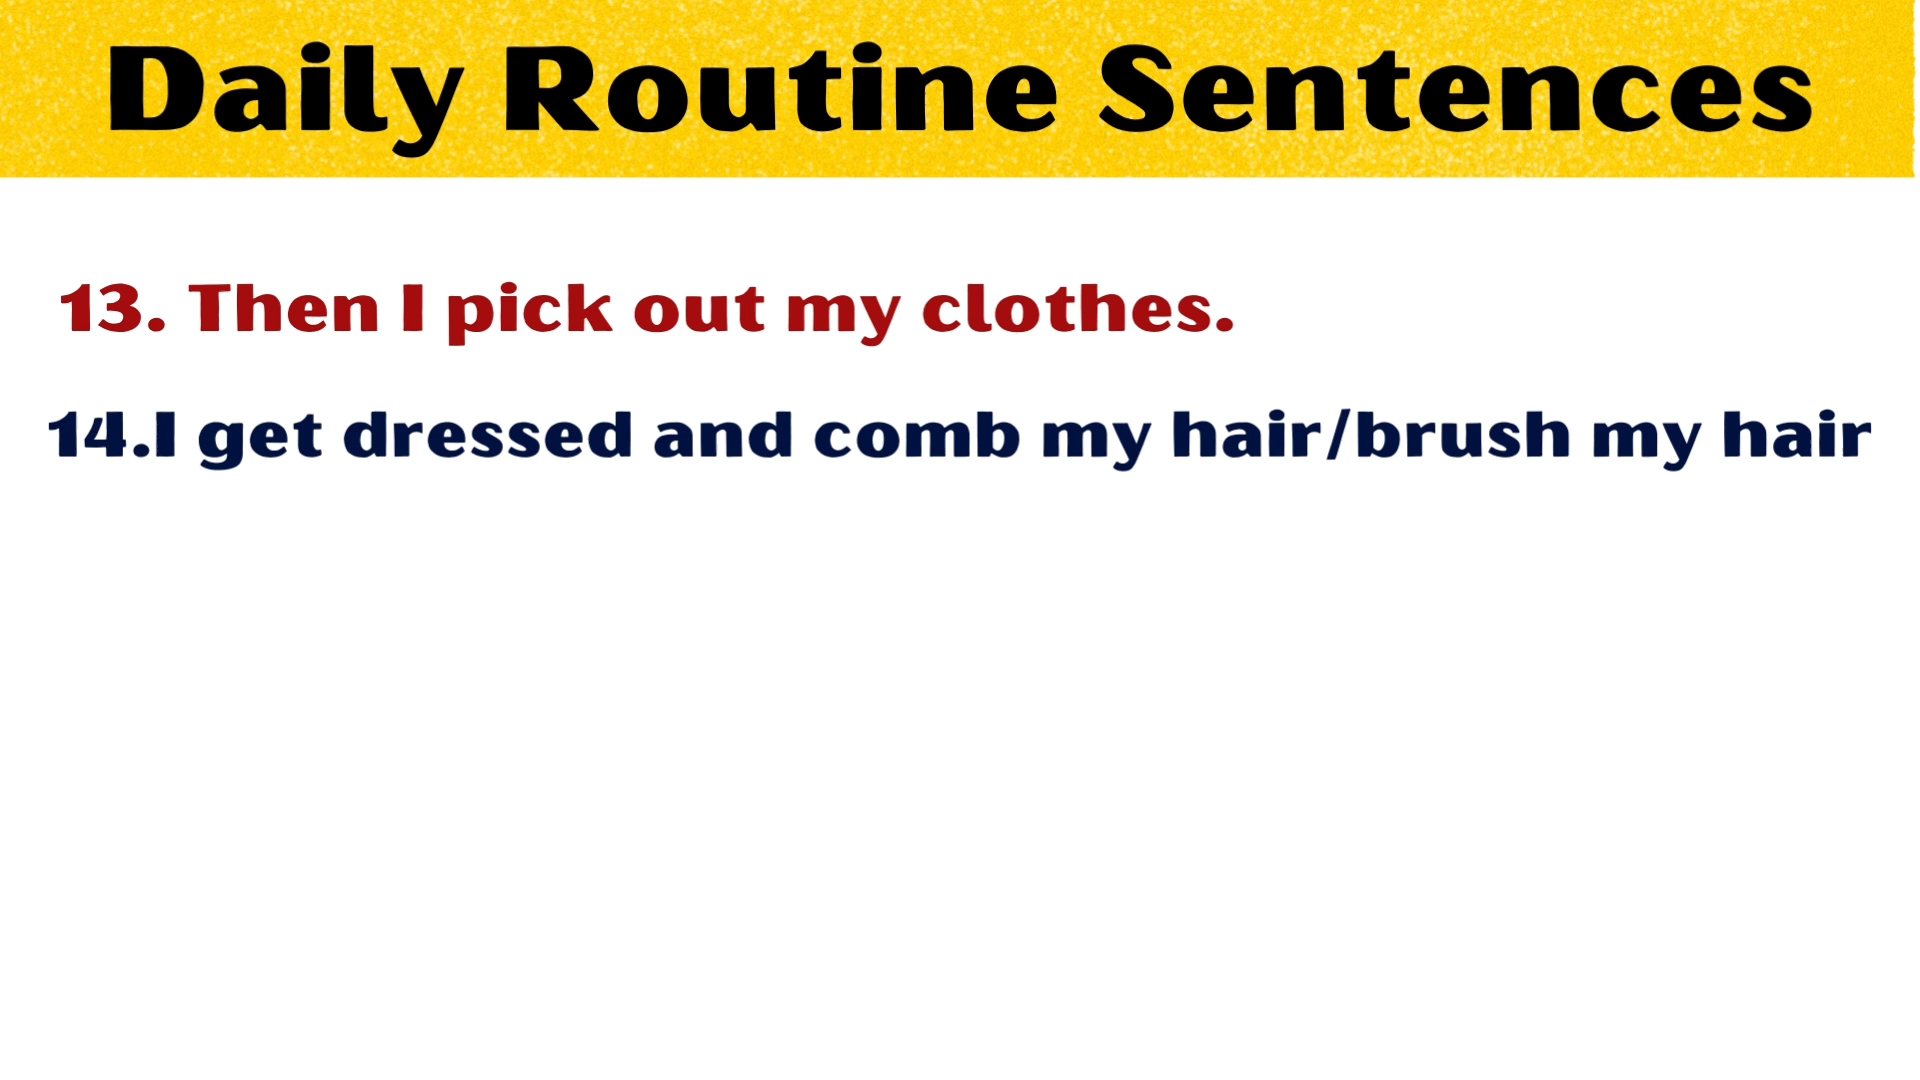 Daily Routine Sentences
13. Then I pick out my clothes.
14.I get dressed and comb my hair/brush my hair